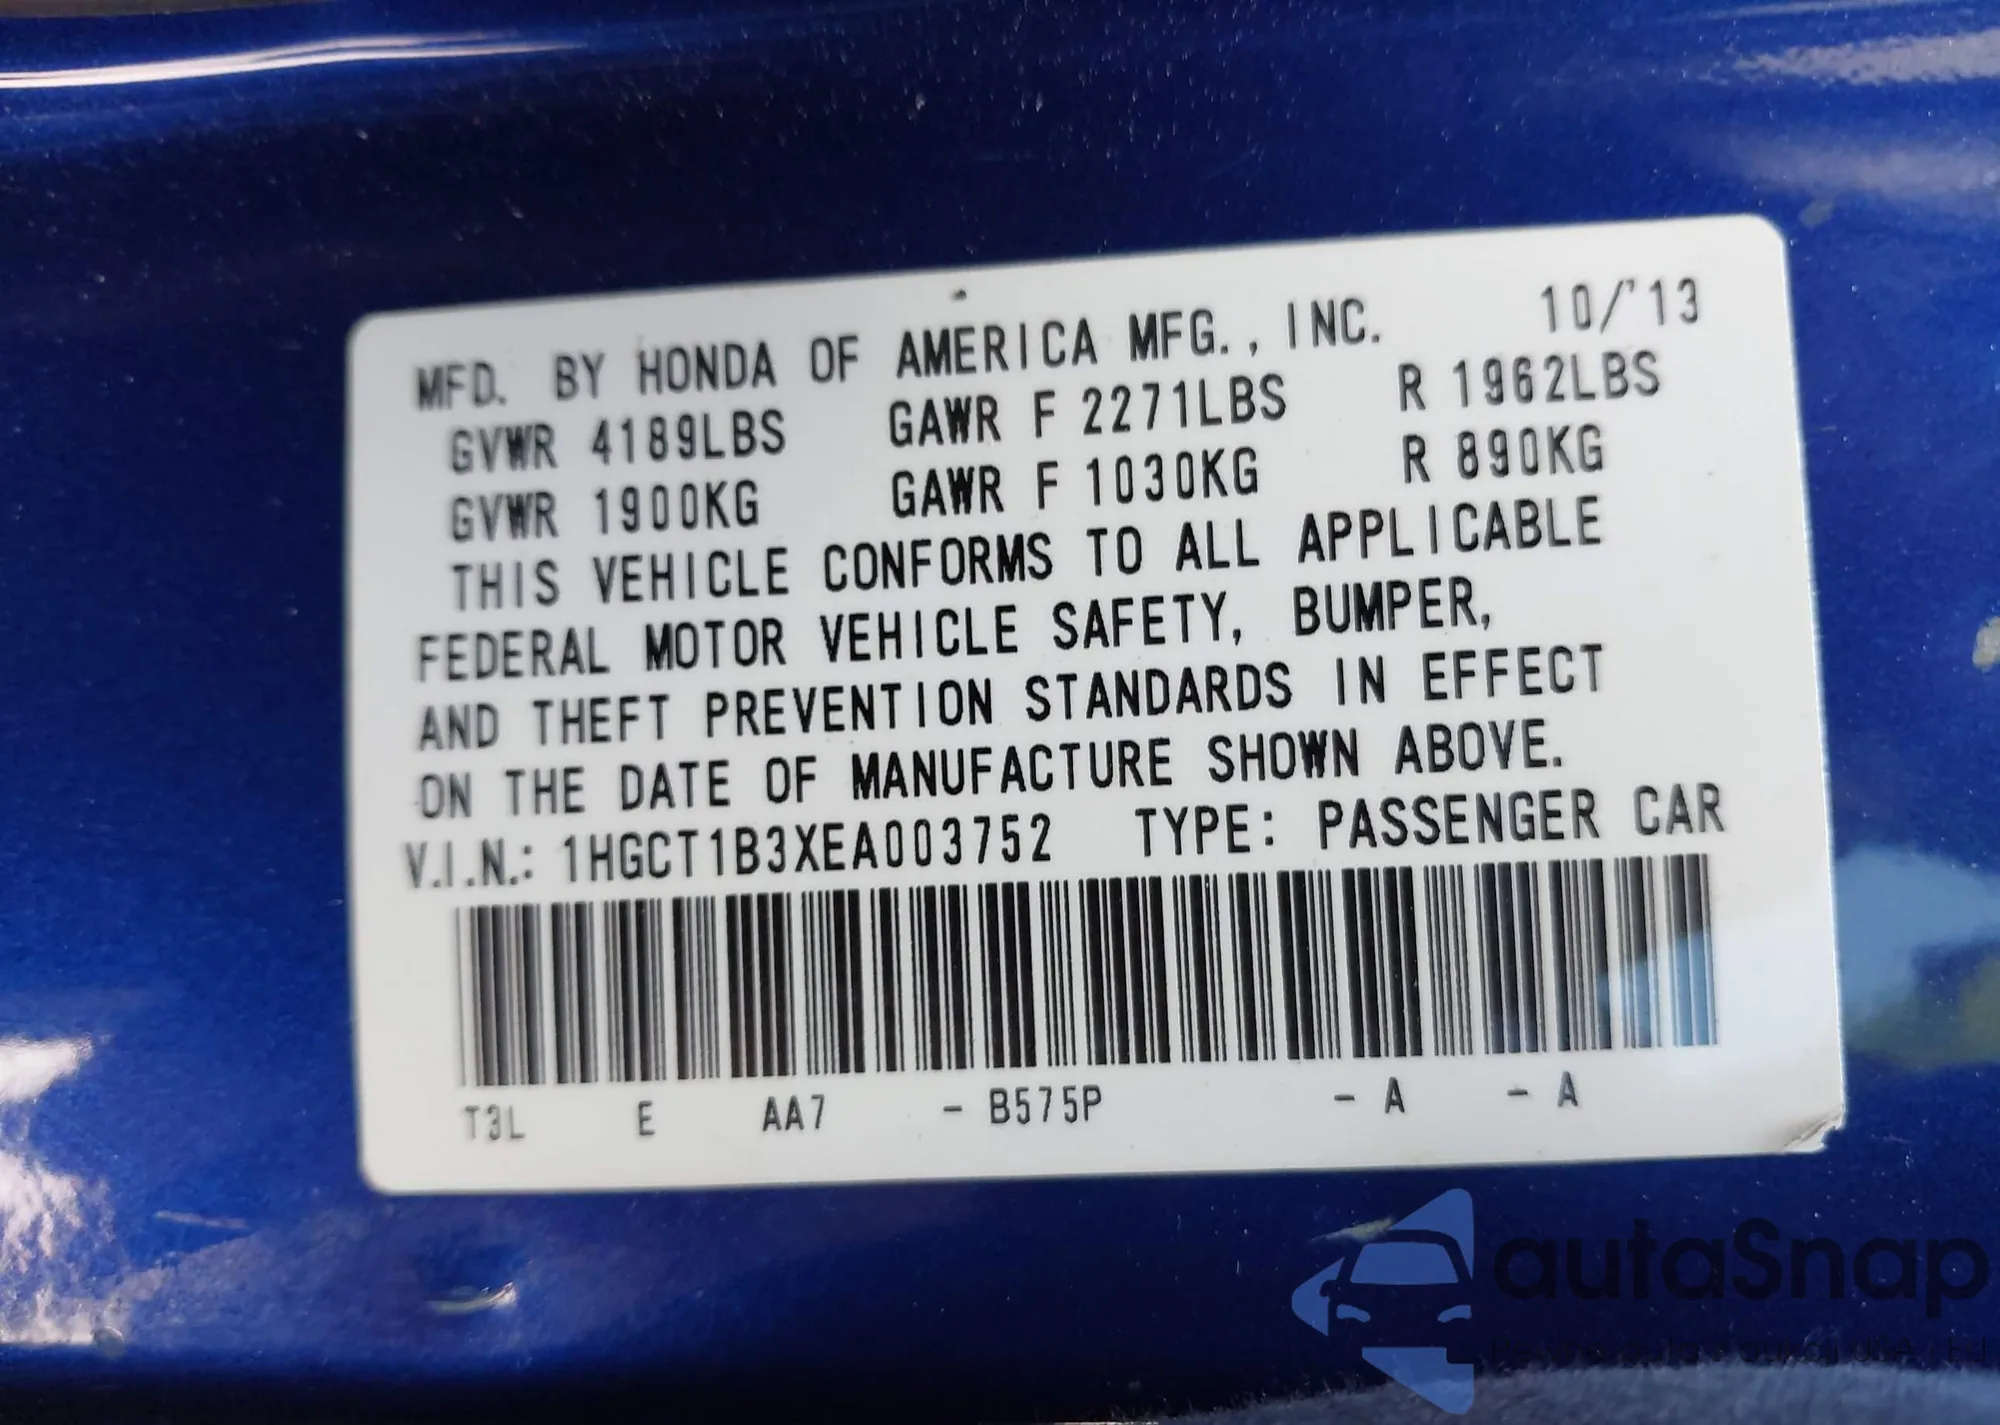 MFD. BY HONDA OF AMERICA MFG., INC. 10/'13
GVWR 4189LBS GAWR F 2271LBS R 1962LBS
GVWR 1900KG GAWR F 1030KG R 890KG
THIS VEHICLE CONFORMS TO ALL APPLICABLE
FEDERAL MOTOR VEHICLE SAFETY, BUMPER,
AND THEFT PREVENTION STANDARDS IN EFFECT
ON THE DATE OF MANUFACTURE SHOWN ABOVE.
V.I.N.: 1HGCT1B3XEA003752 TYPE: PASSENGER CAR
T3L E AA7 - B575P - A - A
autaSnap